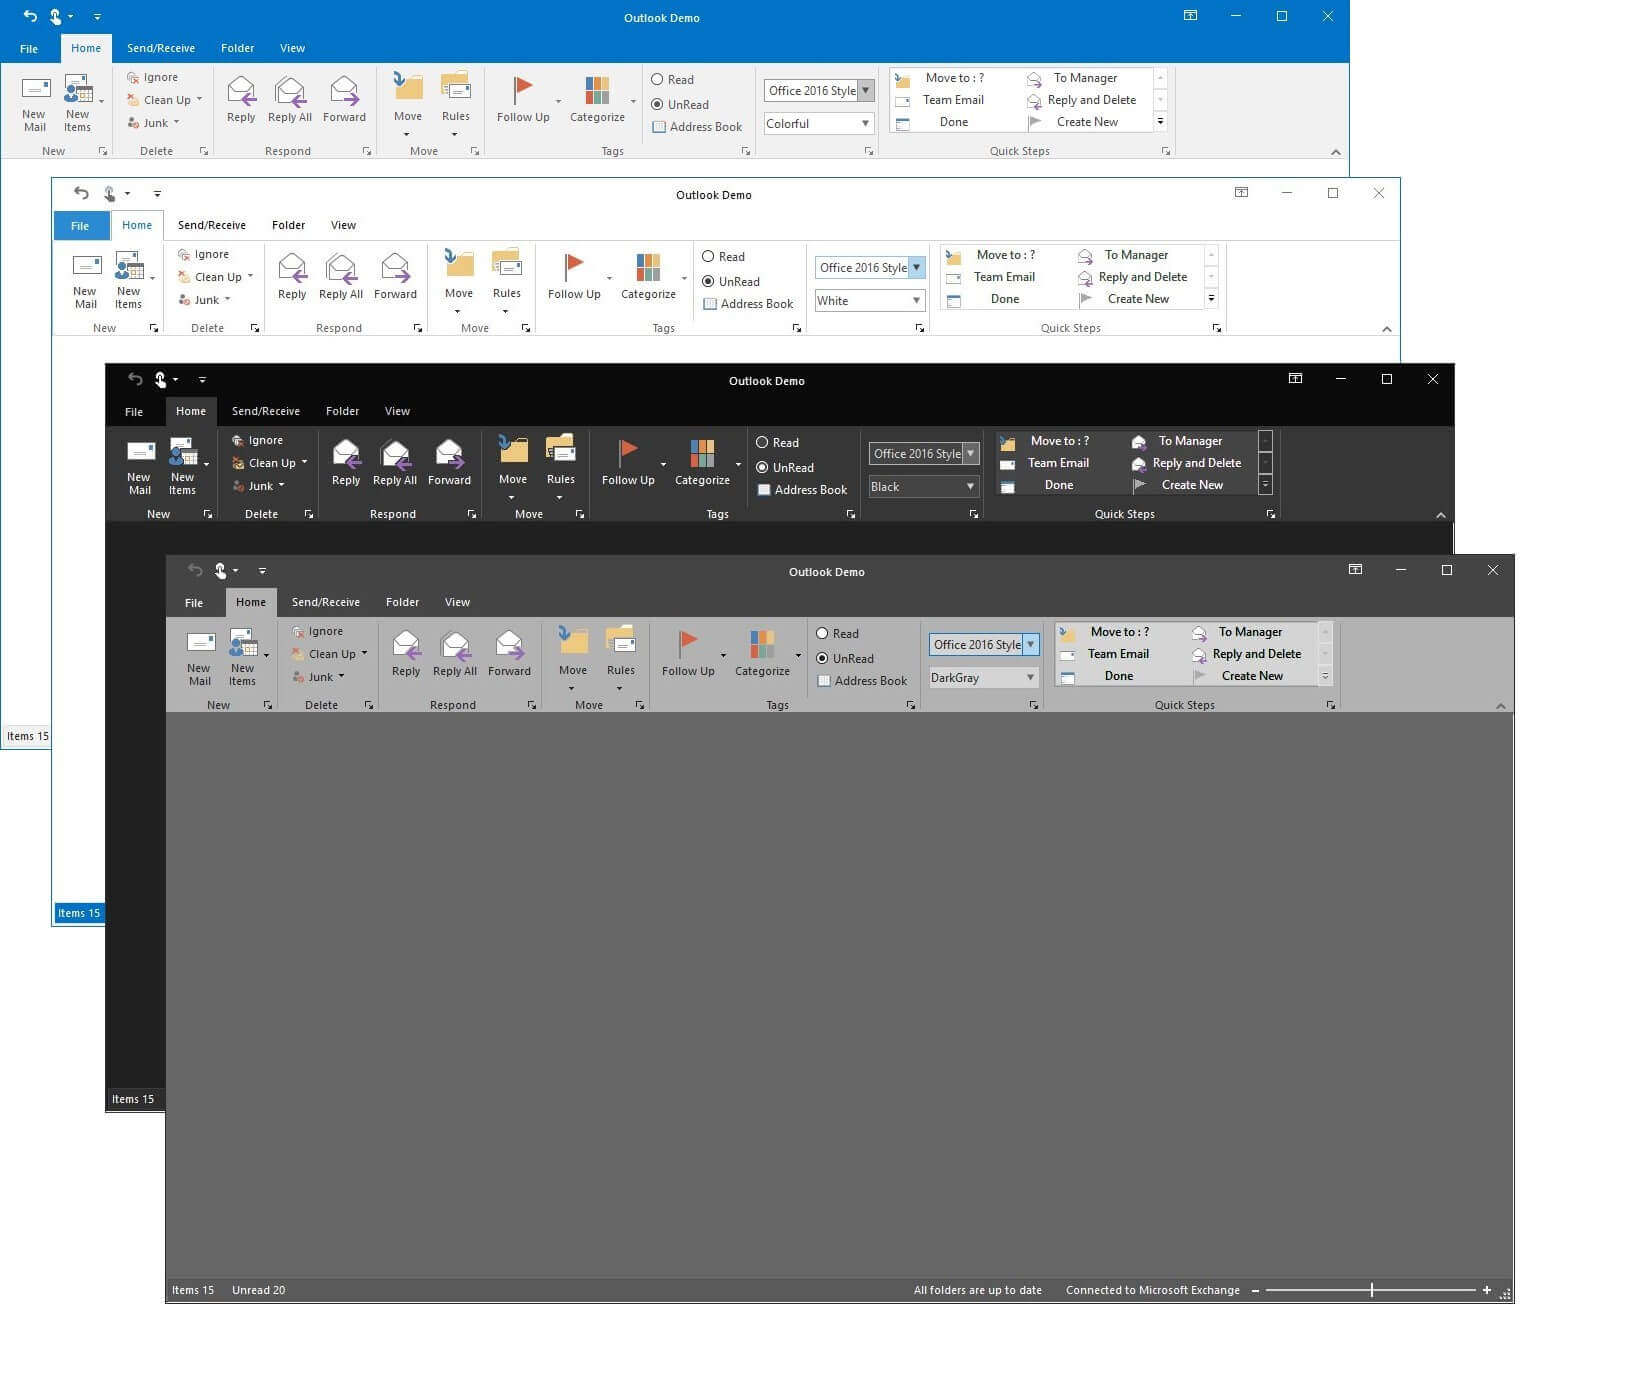 Outlook Demo
File Home Send/Receive Folder View
New Mail
New Items
Ignore
Clean Up
Junk
Reply
Reply All
Forward
Move
Rules
Follow Up
Categorize
Read
UnRead
Address Book
Office 2016 Style
Colorful
Move to : ?
To Manager
Team Email
Reply and Delete
Done
Create New
New Delete Respond Move Tags Quick Steps
Outlook Demo
File Home Send/Receive Folder View
New Mail
New Items
Ignore
Clean Up
Junk
Reply
Reply All
Forward
Move
Rules
Follow Up
Categorize
Read
UnRead
Address Book
Office 2016 Style
White
Move to : ?
To Manager
Team Email
Reply and Delete
Done
Create New
New Delete Respond Move Tags Quick Steps
Outlook Demo
File Home Send/Receive Folder View
New Mail
New Items
Ignore
Clean Up
Junk
Reply
Reply All
Forward
Move
Rules
Follow Up
Categorize
Read
UnRead
Address Book
Office 2016 Style
Black
Move to : ?
To Manager
Team Email
Reply and Delete
Done
Create New
New Delete Respond Move Tags Quick Steps
Outlook Demo
File Home Send/Receive Folder View
New Mail
New Items
Ignore
Clean Up
Junk
Reply
Reply All
Forward
Move
Rules
Follow Up
Categorize
Read
UnRead
Address Book
Office 2016 Style
DarkGray
Move to : ?
To Manager
Team Email
Reply and Delete
Done
Create New
New Delete Respond Move Tags Quick Steps
Items 15
Items 15
Items 15
Items 15 Unread 20 All folders are up to date Connected to Microsoft Exchange